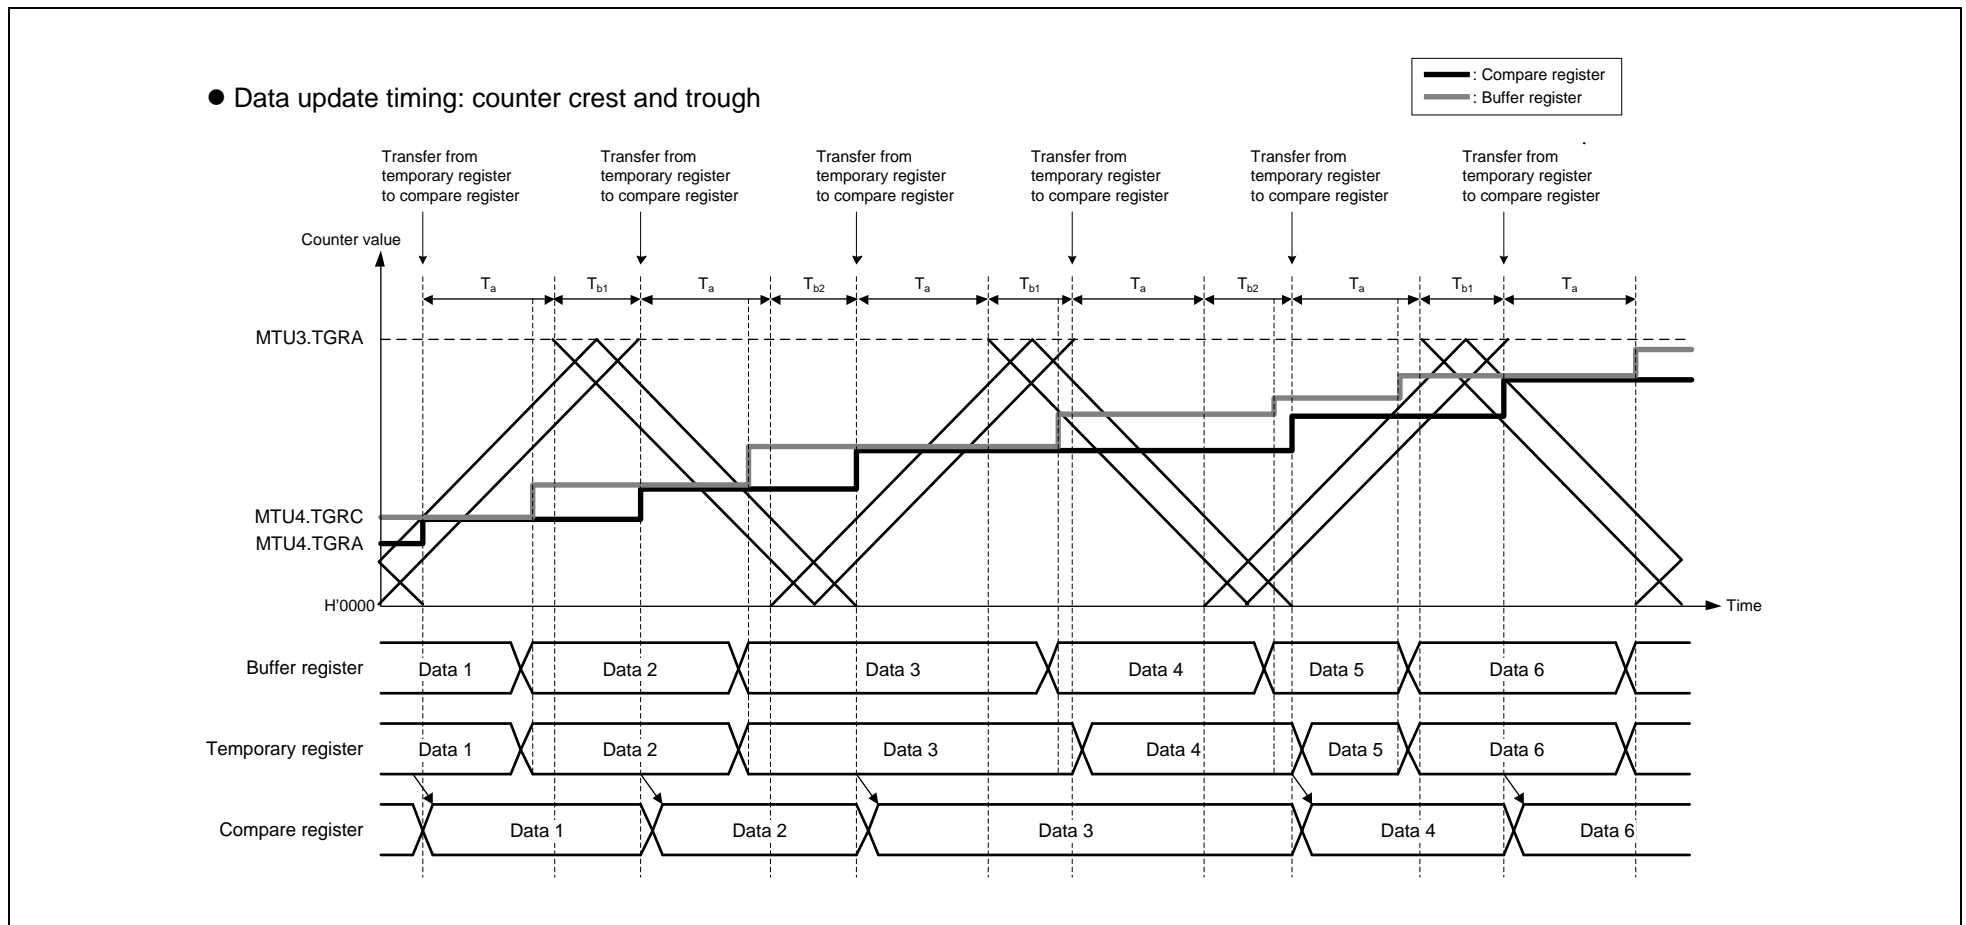 : Compare register
: Buffer register
● Data update timing: counter crest and trough
Transfer from
temporary register
to compare register
Transfer from
temporary register
to compare register
Transfer from
temporary register
to compare register
Transfer from
temporary register
to compare register
Transfer from
temporary register
to compare register
Transfer from
temporary register
to compare register
Counter value
Ta Tb1 Ta Tb2 Ta Tb1 Ta Tb2 Ta Tb1 Ta
MTU3.TGRA
MTU4.TGRC
MTU4.TGRA
H'0000
Time
Buffer register Data 1 Data 2 Data 3 Data 4 Data 5 Data 6
Temporary register Data 1 Data 2 Data 3 Data 4 Data 5 Data 6
Compare register Data 1 Data 2 Data 3 Data 4 Data 6